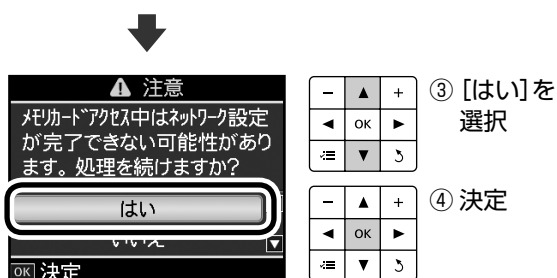 注意
メモリカードアクセス中はネットワーク設定
が完了できない可能性があり
ます。処理を続けますか?
はい
いいえ
OK 決定
- +
OK
③ [はい]を
選択
- +
OK
④ 決定